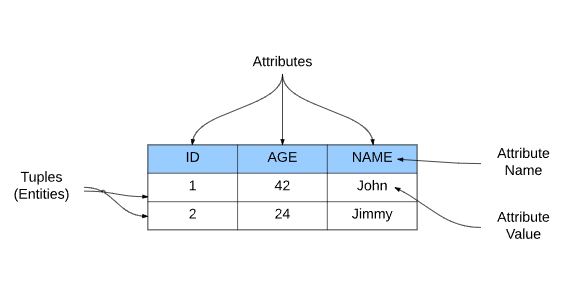 Attributes
ID AGE NAME
1 42 John
2 24 Jimmy
Tuples
(Entities)
Attribute
Name
Attribute
Value